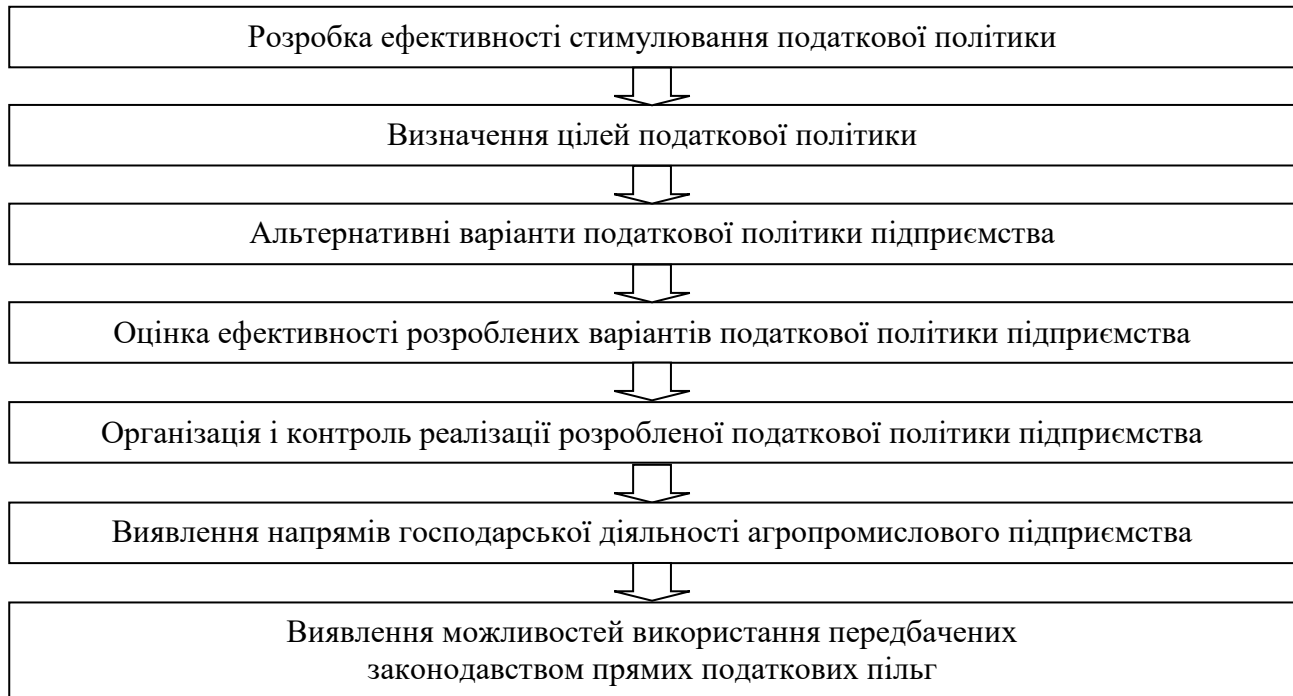 Розробка ефективності стимулювання податкової політики
Визначення цілей податкової політики
Альтернативні варіанти податкової політики підприємства
Оцінка ефективності розроблених варіантів податкової політики підприємства
Організація і контроль реалізації розробленої податкової політики підприємства
Виявлення напрямів господарської діяльності агропромислового підприємства
Виявлення можливостей використання передбачених
законодавством прямих податкових пільг